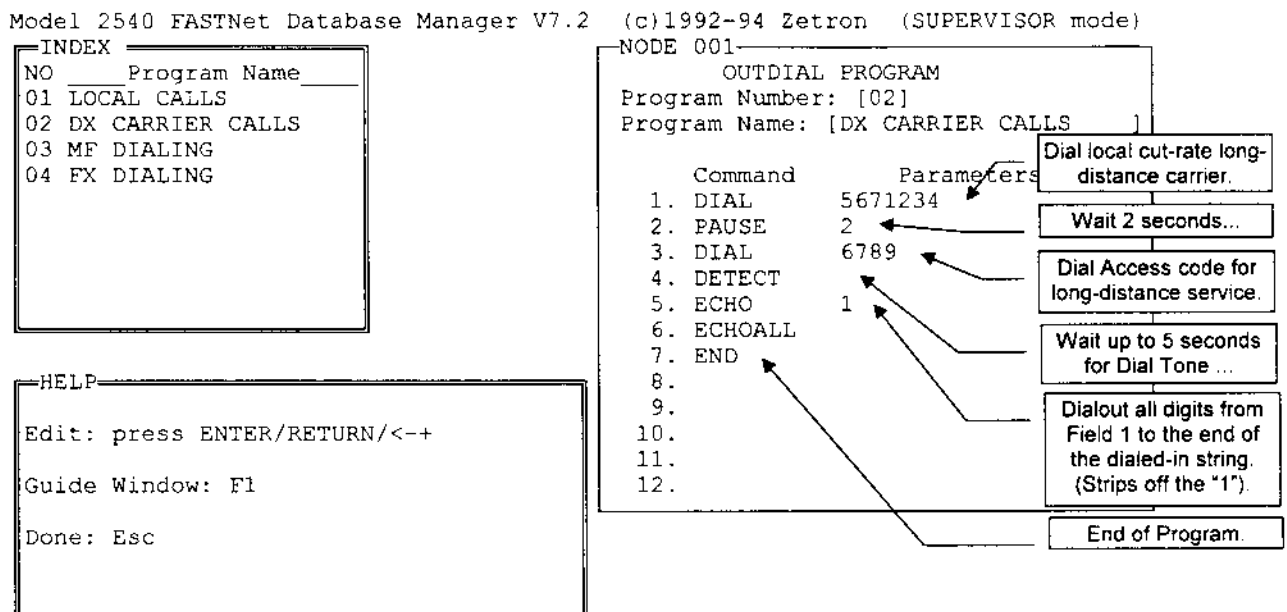 Model 2540 FASTNet Database Manager V7.2 (c)1992-94 Zetron (SUPERVISOR mode)
INDEX
NO ____Program Name____
01 LOCAL CALLS
02 DX CARRIER CALLS
03 MF DIALING
04 FX DIALING
HELP
Edit: press ENTER/RETURN/<-+
Guide Window: F1
Done: Esc
NODE 001
OUTDIAL PROGRAM
Program Number: [02]
Program Name: [DX CARRIER CALLS ]
Command Parameters
1. DIAL 5671234
2. PAUSE 2
3. DIAL 6789
4. DETECT
5. ECHO 1
6. ECHOALL
7. END
8.
9.
10.
11.
12.
Dial local cut-rate long-
distance carrier.
Wait 2 seconds...
Dial Access code for
long-distance service.
Wait up to 5 seconds
for Dial Tone ...
Dialout all digits from
Field 1 to the end of
the dialed-in string.
(Strips off the "1").
End of Program.